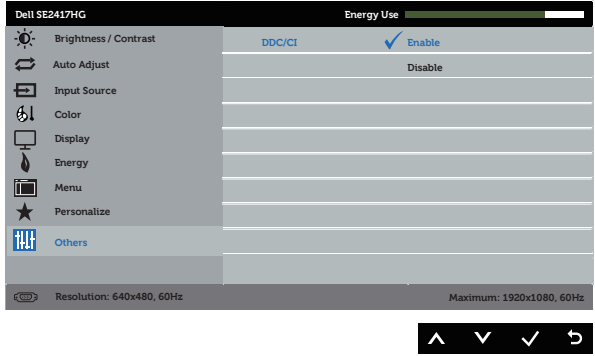 Dell SE2417HG Energy Use
Brightness / Contrast DDC/CI Enable
Auto Adjust Disable
Input Source
Color
Display
Energy
Menu
Personalize
Others
Resolution: 640x480, 60Hz Maximum: 1920x1080, 60Hz